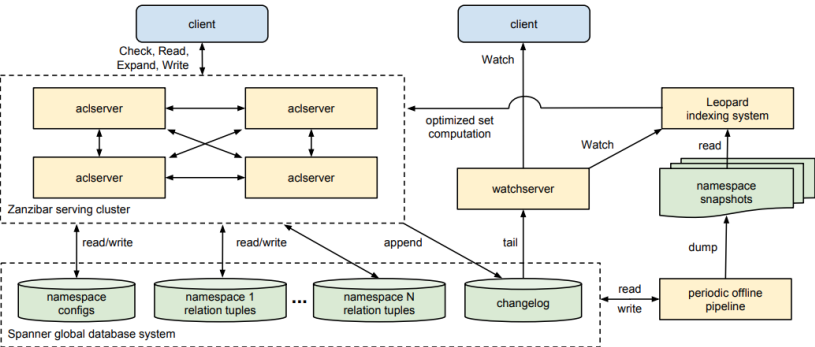 client
client
Check, Read,
Expand, Write
Watch
aclserver
aclserver
optimized set
computation
Leopard
indexing system
Watch
read
aclserver
aclserver
watchserver
namespace
snapshots
Zanzibar serving cluster
read/write
read/write
append
tail
dump
namespace
configs
namespace 1
relation tuples
...
namespace N
relation tuples
changelog
read
write
periodic offline
pipeline
Spanner global database system